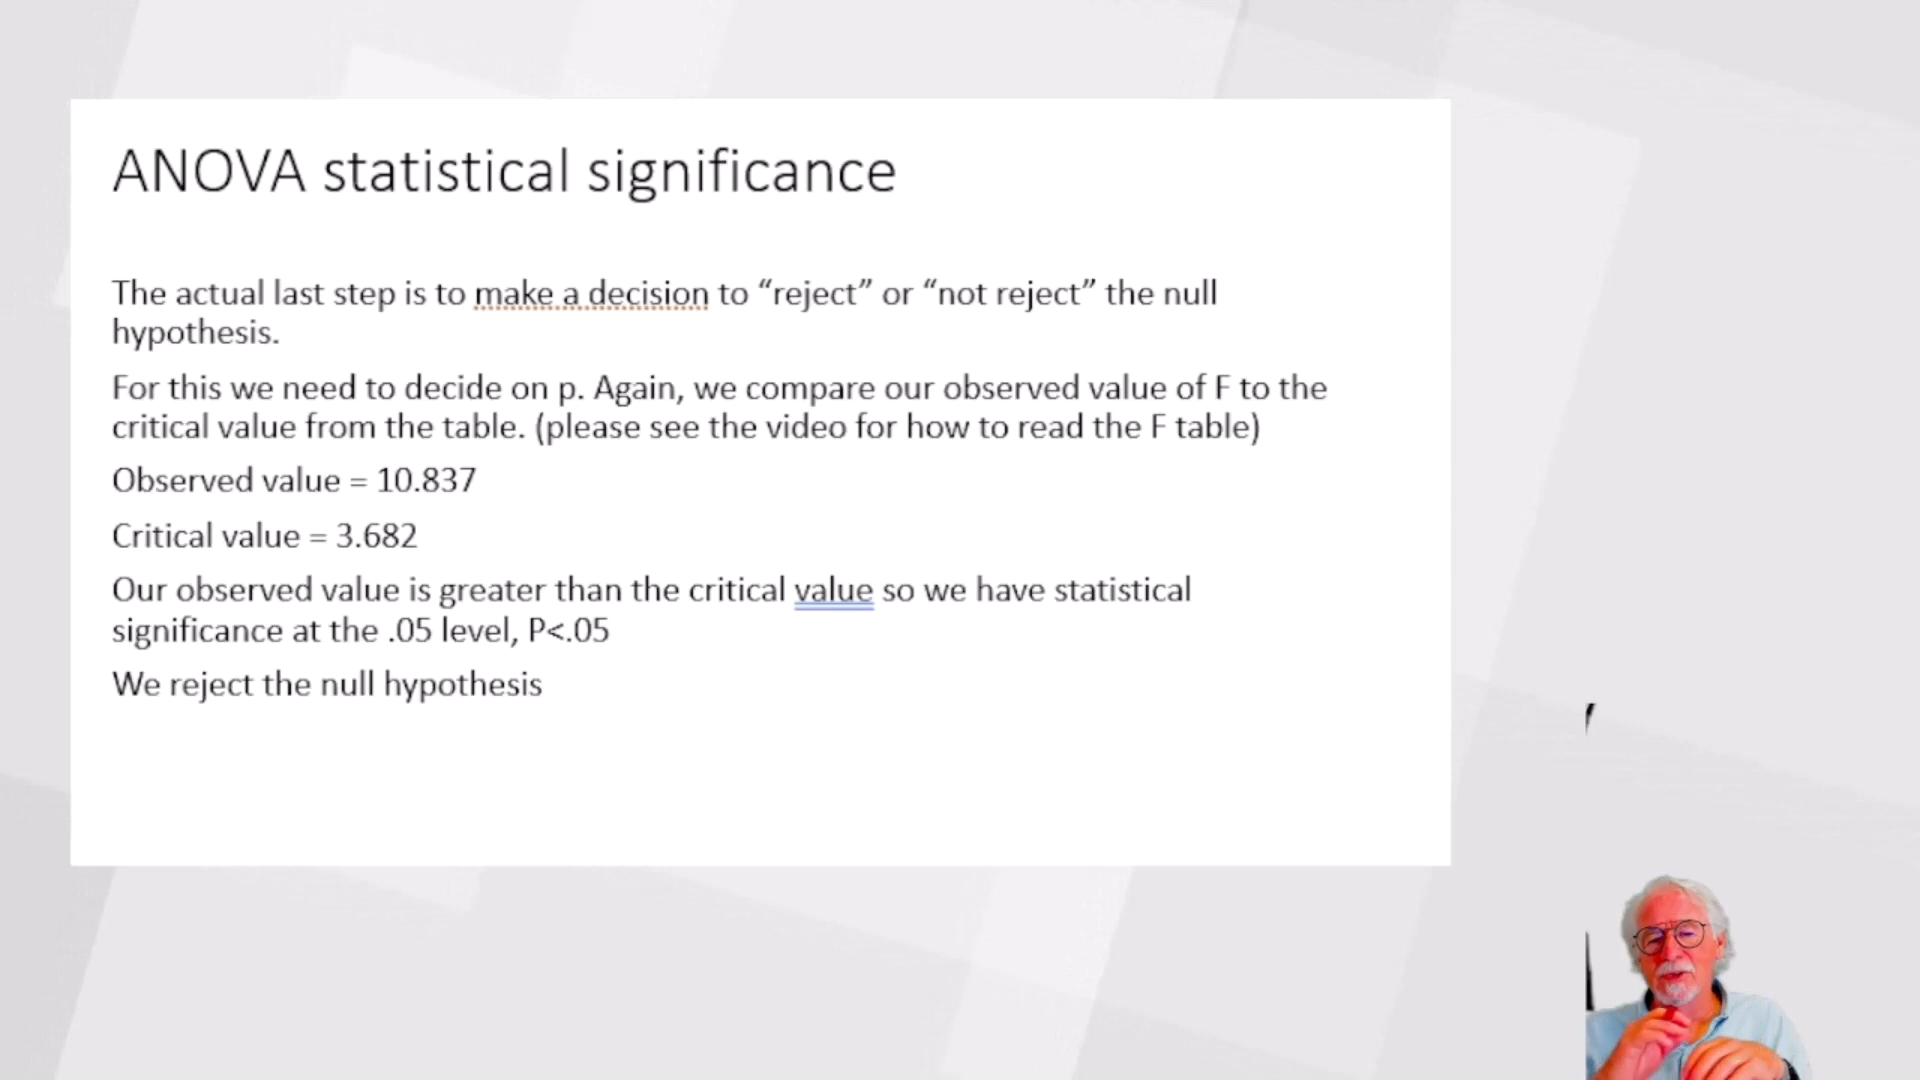 ANOVA statistical significance
The actual last step is to make a decision to “reject” or “not reject” the null
hypothesis.
For this we need to decide on p. Again, we compare our observed value of F to the
critical value from the table. (please see the video for how to read the F table)
Observed value = 10.837
Critical value = 3.682
Our observed value is greater than the critical value so we have statistical
significance at the .05 level, P<.05
We reject the null hypothesis